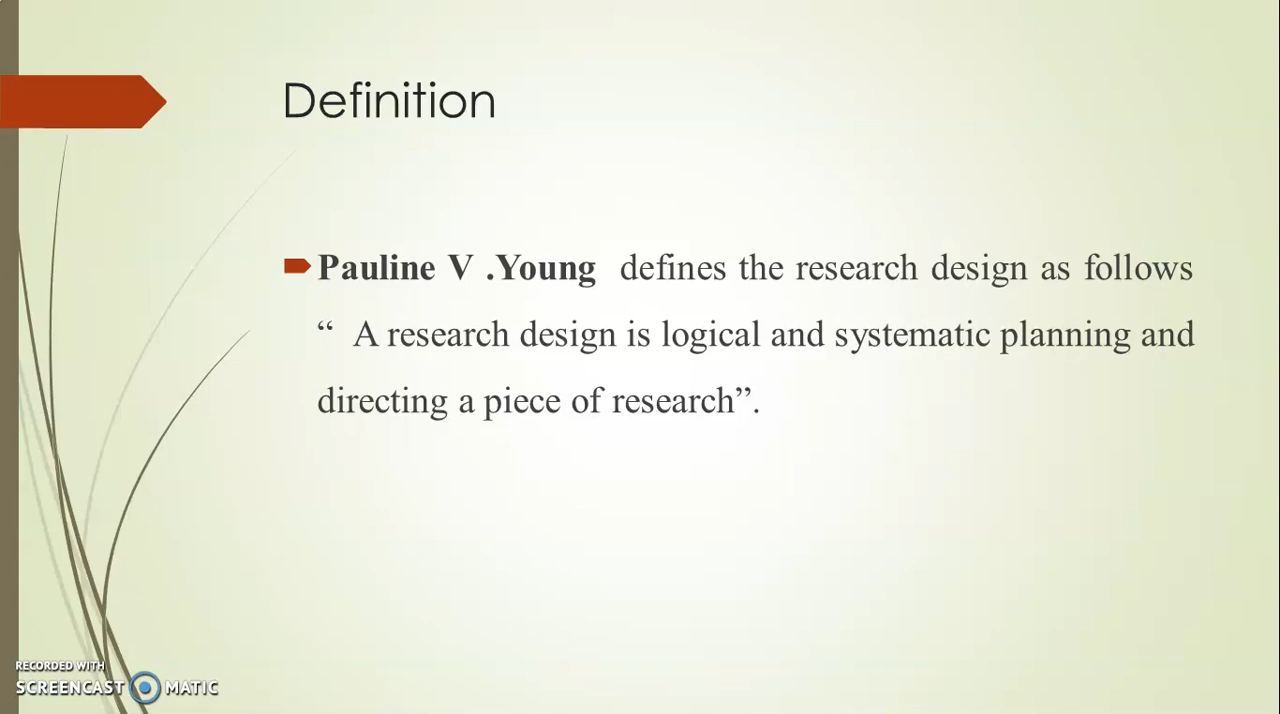 Definition
Pauline V .Young defines the research design as follows
“ A research design is logical and systematic planning and
directing a piece of research”.
RECORDED WITH
SCREENCAST MATIC